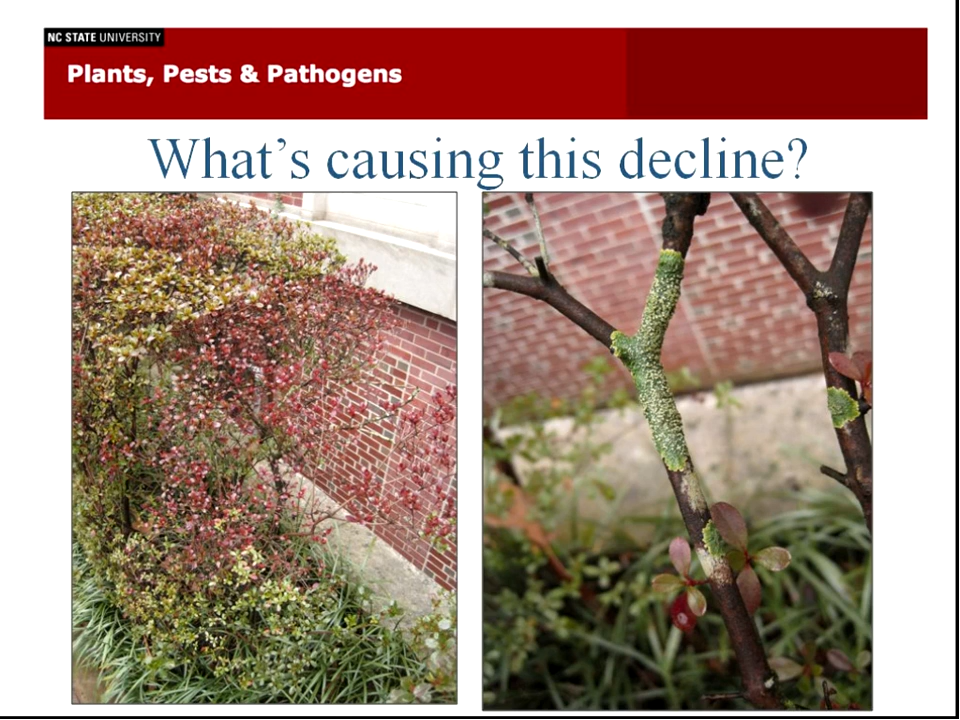 NC STATE UNIVERSITY
Plants, Pests & Pathogens
What's causing this decline?